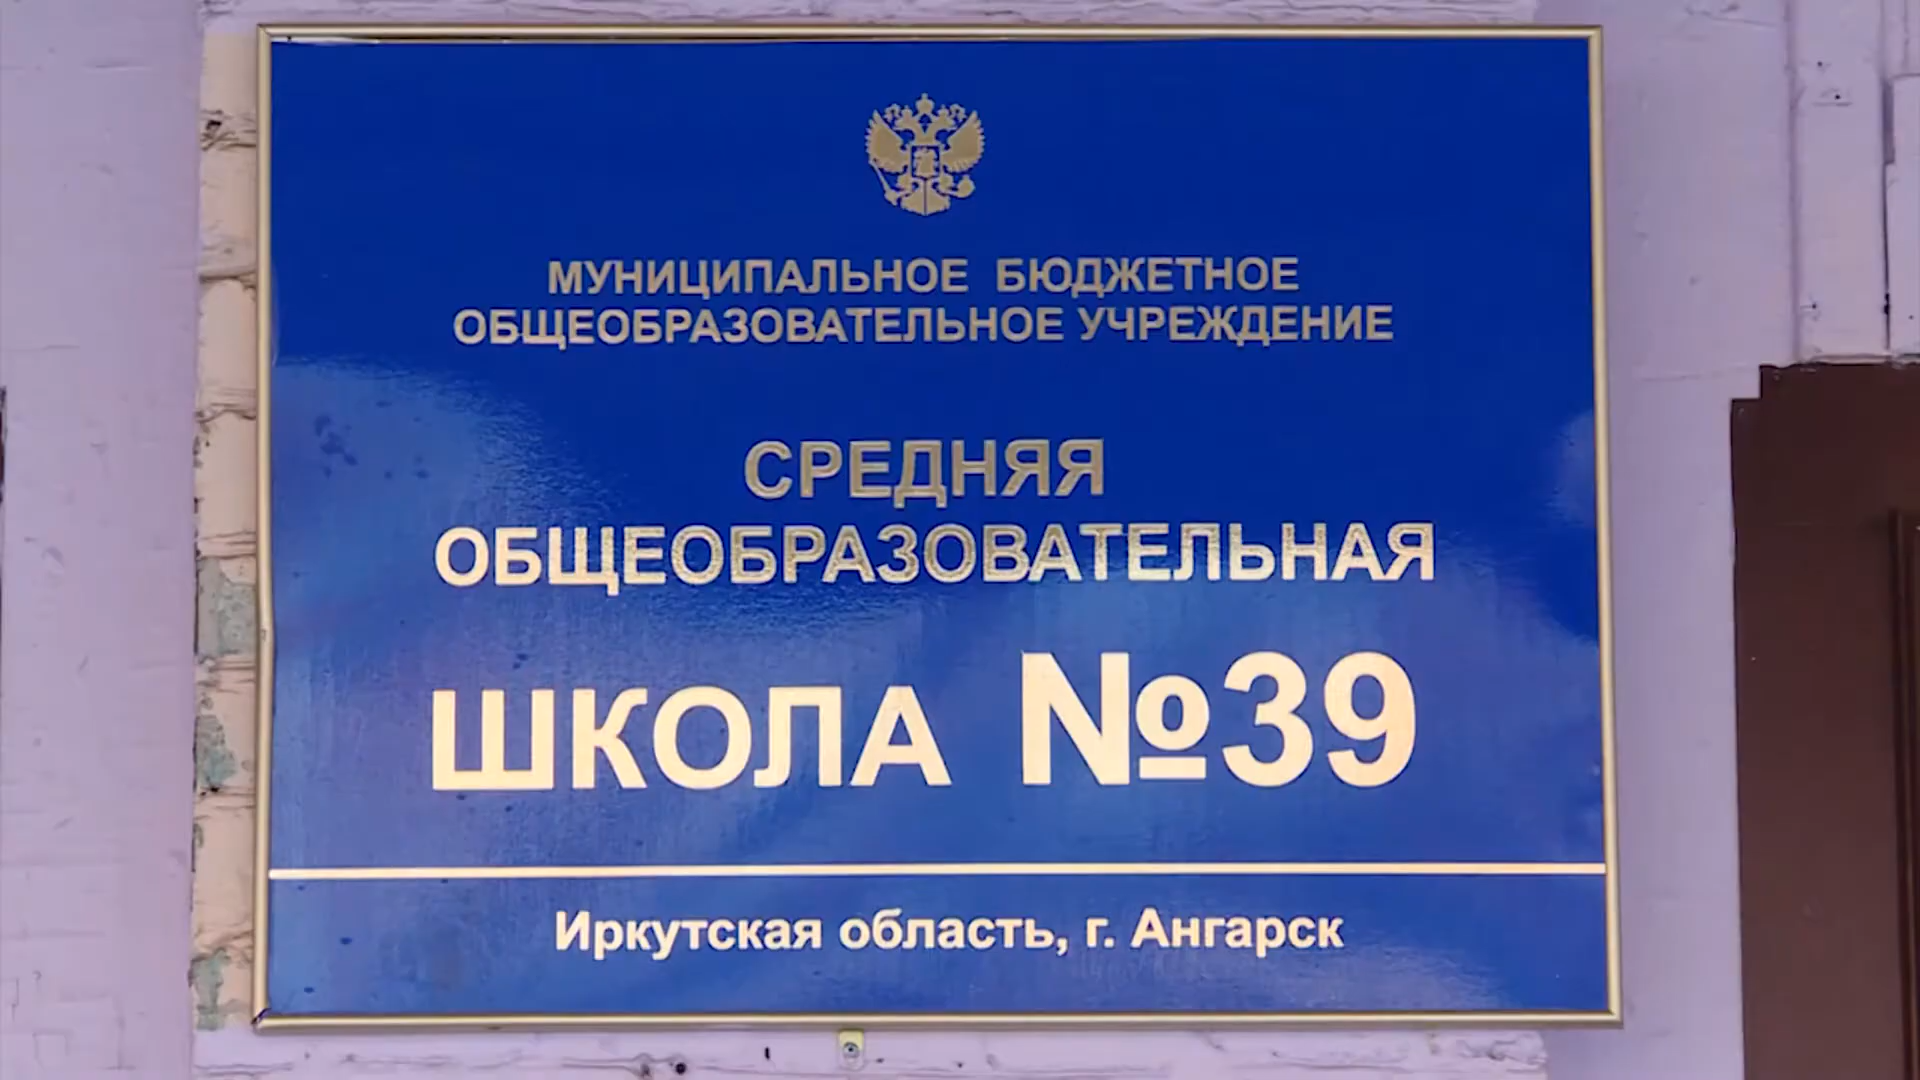 МУНИЦИПАЛЬНОЕ БЮДЖЕТНОЕ
ОБЩЕОБРАЗОВАТЕЛЬНОЕ УЧРЕЖДЕНИЕ
СРЕДНЯЯ
ОБЩЕОБРАЗОВАТЕЛЬНАЯ
ШКОЛА №39
Иркутская область, г. Ангарск